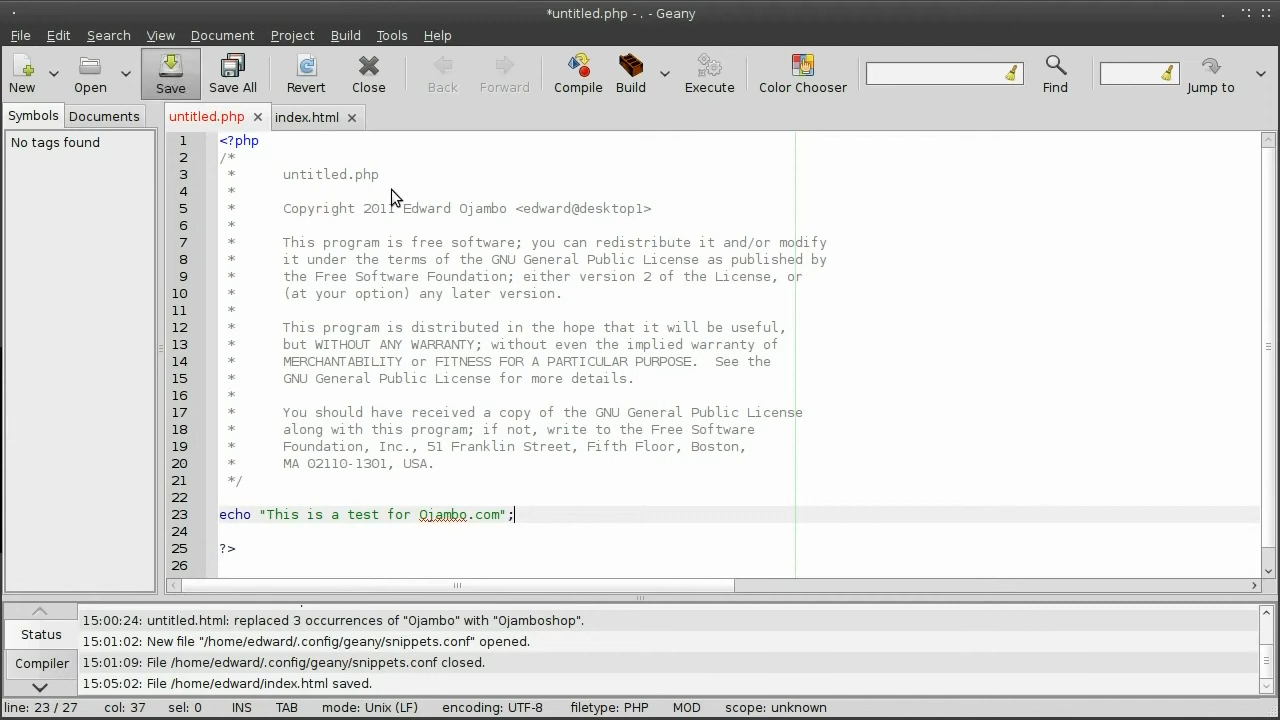 *untitled.php - . - Geany
File Edit Search View Document Project Build Tools Help
New Open Save Save All Revert Close Back Forward Compile Build Execute Color Chooser Find Jump to
Symbols Documents untitled.php index.html
No tags found
1 <?php
2 /*
3 * untitled.php
4 *
5 * Copyright 2011 Edward Ojambo <edward@desktop1>
6 *
7 * This program is free software; you can redistribute it and/or modify
8 * it under the terms of the GNU General Public License as published by
9 * the Free Software Foundation; either version 2 of the License, or
10 * (at your option) any later version.
11 *
12 * This program is distributed in the hope that it will be useful,
13 * but WITHOUT ANY WARRANTY; without even the implied warranty of
14 * MERCHANTABILITY or FITNESS FOR A PARTICULAR PURPOSE.  See the
15 * GNU General Public License for more details.
16 *
17 * You should have received a copy of the GNU General Public License
18 * along with this program; if not, write to the Free Software
19 * Foundation, Inc., 51 Franklin Street, Fifth Floor, Boston,
20 * MA 02110-1301, USA.
21 */
22
23 echo "This is a test for Ojambo.com";
24
25 ?>
26
Status
Compiler
15:00:24: untitled.html: replaced 3 occurrences of "Ojambo" with "Ojamboshop".
15:01:02: New file "/home/edward/.config/geany/snippets.conf" opened.
15:01:09: File /home/edward/.config/geany/snippets.conf closed.
15:05:02: File /home/edward/index.html saved.
line: 23 / 27 col: 37 sel: 0 INS TAB mode: Unix (LF) encoding: UTF-8 filetype: PHP MOD scope: unknown